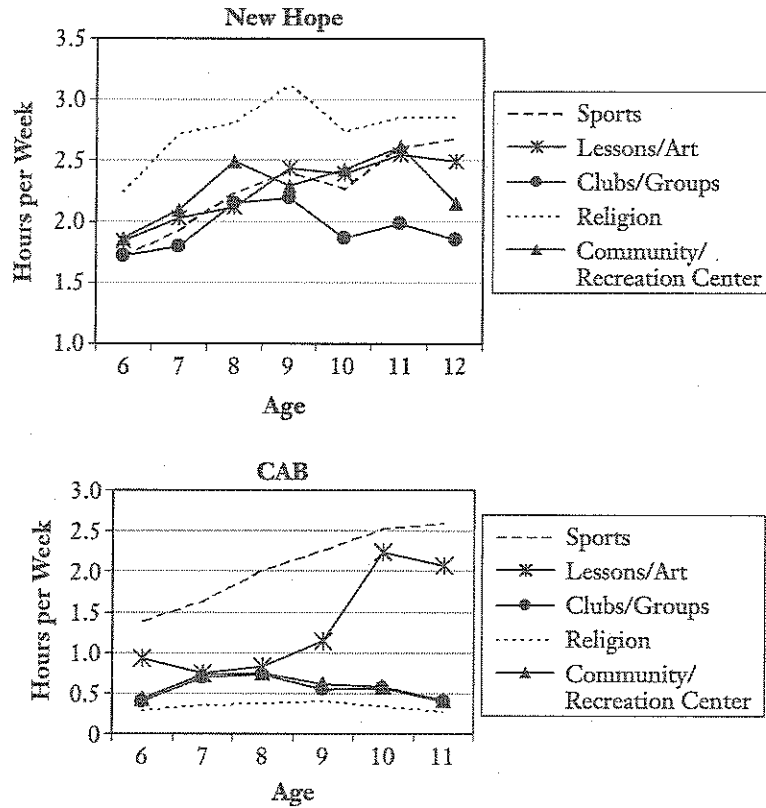 New Hope
3.5
3.0
2.5
2.0
1.5
1.0
Hours per Week
6 7 8 9 10 11 12
Age
Sports
Lessons/Art
Clubs/Groups
Religion
Community/
Recreation Center
CAB
3.0
2.5
2.0
1.5
1.0
0.5
0
Hours per Week
6 7 8 9 10 11
Age
Sports
Lessons/Art
Clubs/Groups
Religion
Community/
Recreation Center